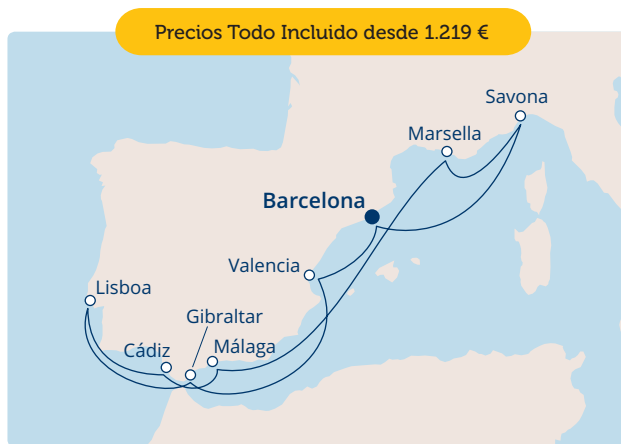 Precios Todo Incluido desde 1.219 €
Savona
Marsella
Barcelona
Valencia
Lisboa
Gibraltar
Cádiz
Málaga